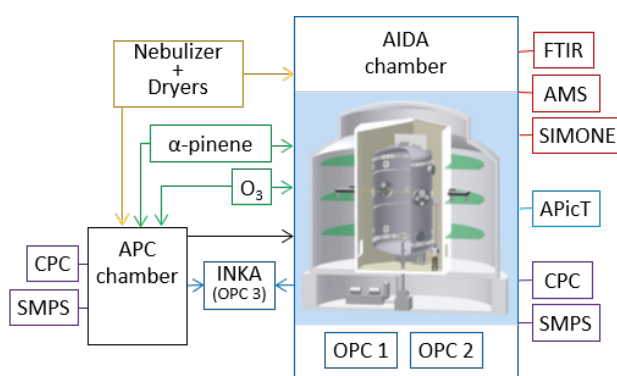 Nebulizer
+
Dryers
α-pinene
O₃
APC
chamber
CPC
SMPS
INKA
(OPC 3)
AIDA
chamber
OPC 1
OPC 2
FTIR
AMS
SIMONE
APicT
CPC
SMPS